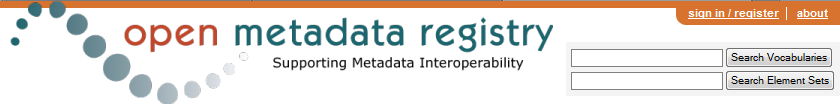 sign in / register | about
open metadata registry
Supporting Metadata Interoperability
Search Vocabularies
Search Element Sets